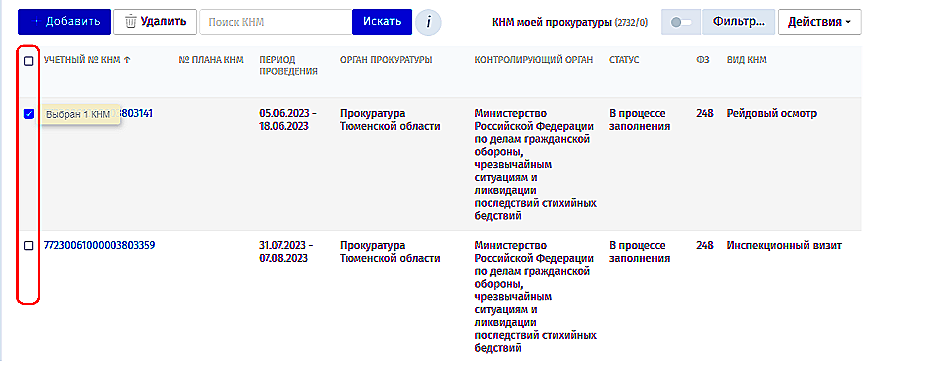 + Добавить Удалить Поиск КНМ Искать i КНМ моей прокуратуры (2732/0) Фильтр... Действия
УЧЕТНЫЙ № КНМ ↑ № ПЛАНА КНМ ПЕРИОД ПРОВЕДЕНИЯ ОРГАН ПРОКУРАТУРЫ КОНТРОЛИРУЮЩИЙ ОРГАН СТАТУС ФЗ ВИД КНМ
Выбран 1 КНМ 3803141 05.06.2023 – Прокуратура Министерство В процессе 248 Рейдовый осмотр
18.06.2023 Тюменской области Российской Федерации заполнения
по делам гражданской
обороны,
чрезвычайным
ситуациям и
ликвидации
последствий стихийных
бедствий
77230061000003803359 31.07.2023 – Прокуратура Министерство В процессе 248 Инспекционный визит
07.08.2023 Тюменской области Российской Федерации заполнения
по делам гражданской
обороны,
чрезвычайным
ситуациям и
ликвидации
последствий стихийных
бедствий